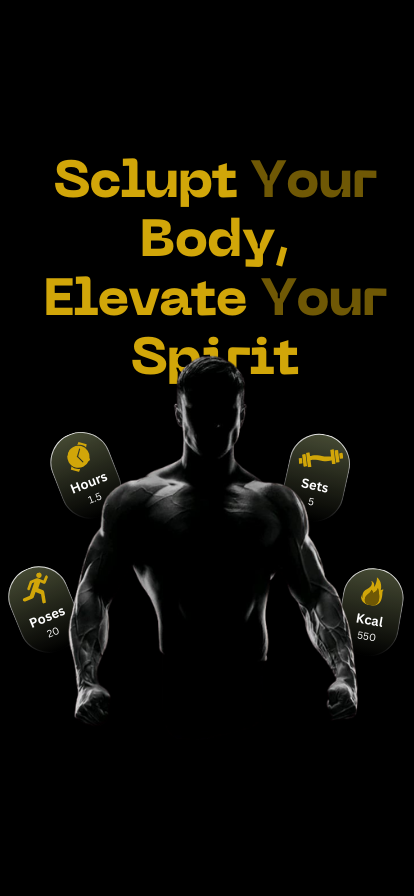 Sclupt Your
Body,
Elevate Your
Spirit
Hours
1.5
Sets
5
Poses
20
Kcal
550